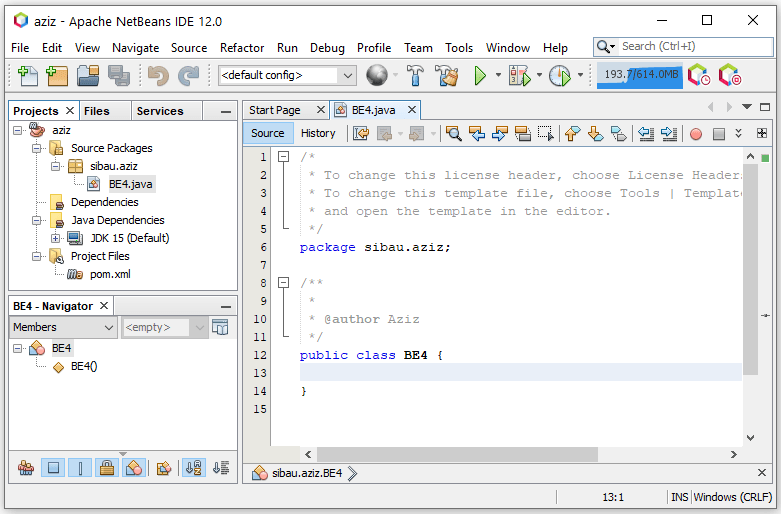 aziz - Apache NetBeans IDE 12.0
File Edit View Navigate Source Refactor Run Debug Profile Team Tools Window Help
Search (Ctrl+I)
<default config>
193.7/614.0MB
Projects Files Services
aziz
Source Packages
sibau.aziz
BE4.java
Dependencies
Java Dependencies
JDK 15 (Default)
Project Files
pom.xml
BE4 - Navigator
Members <empty>
BE4
BE4()
Start Page BE4.java
Source History
1 /*
2 * To change this license header, choose License Headers
3 * To change this template file, choose Tools | Template
4 * and open the template in the editor.
5 */
6 package sibau.aziz;
7
8 /**
9 *
10 * @author Aziz
11 */
12 public class BE4 {
13
14 }
15
sibau.aziz.BE4
13:1 INS Windows (CRLF)